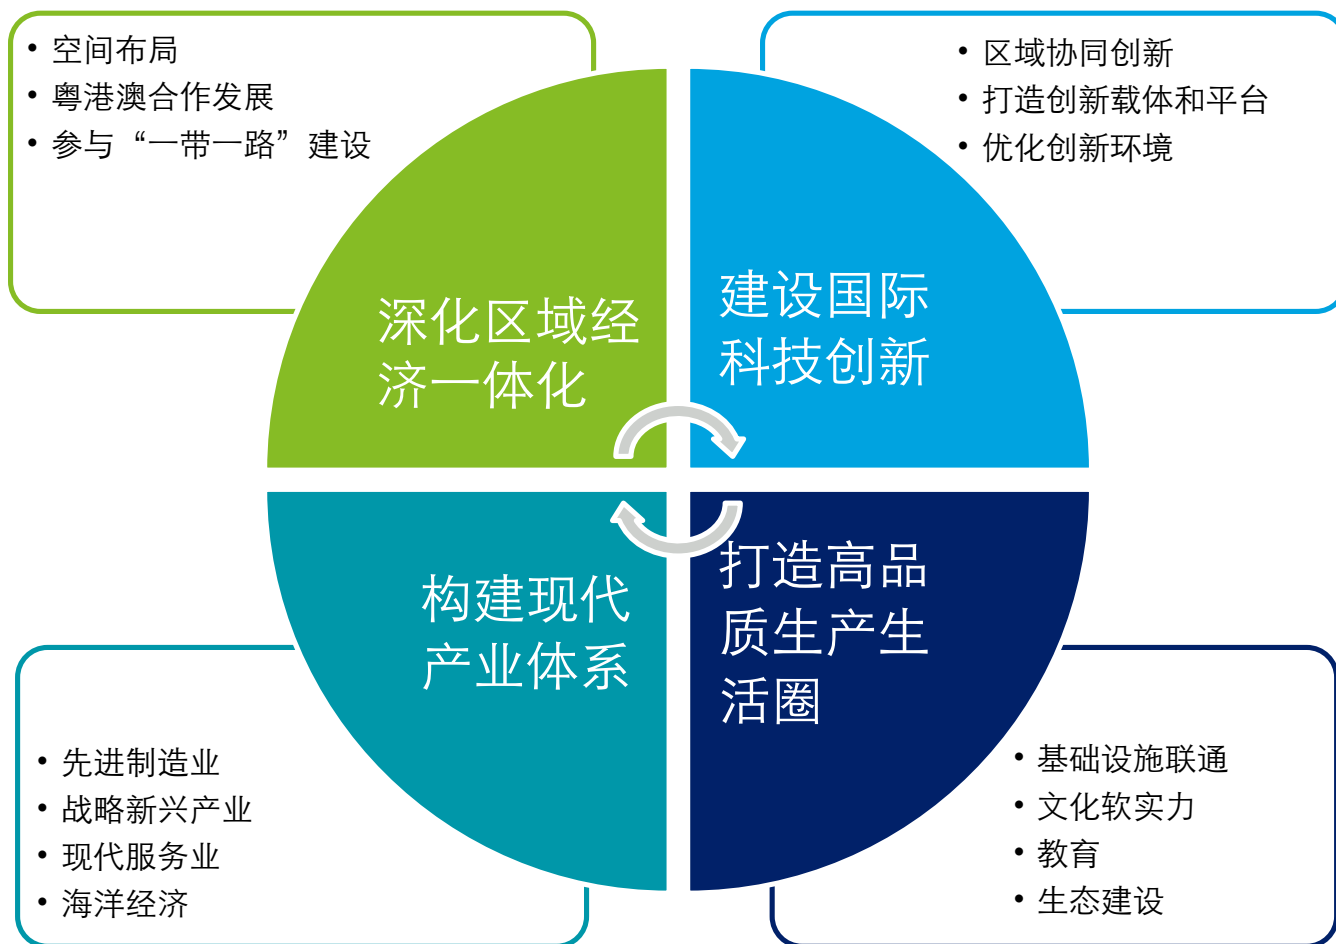 • 空间布局
• 粤港澳合作发展
• 参与“一带一路”建设
• 区域协同创新
• 打造创新载体和平台
• 优化创新环境
深化区域经
济一体化
建设国际
科技创新
构建现代
产业体系
打造高品
质生产生
活圈
• 先进制造业
• 战略新兴产业
• 现代服务业
• 海洋经济
• 基础设施联通
• 文化软实力
• 教育
• 生态建设